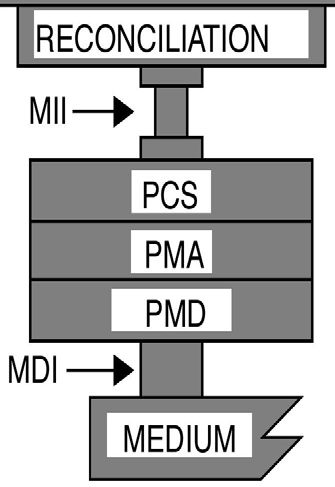 RECONCILIATION
MII
PCS
PMA
PMD
MDI
MEDIUM